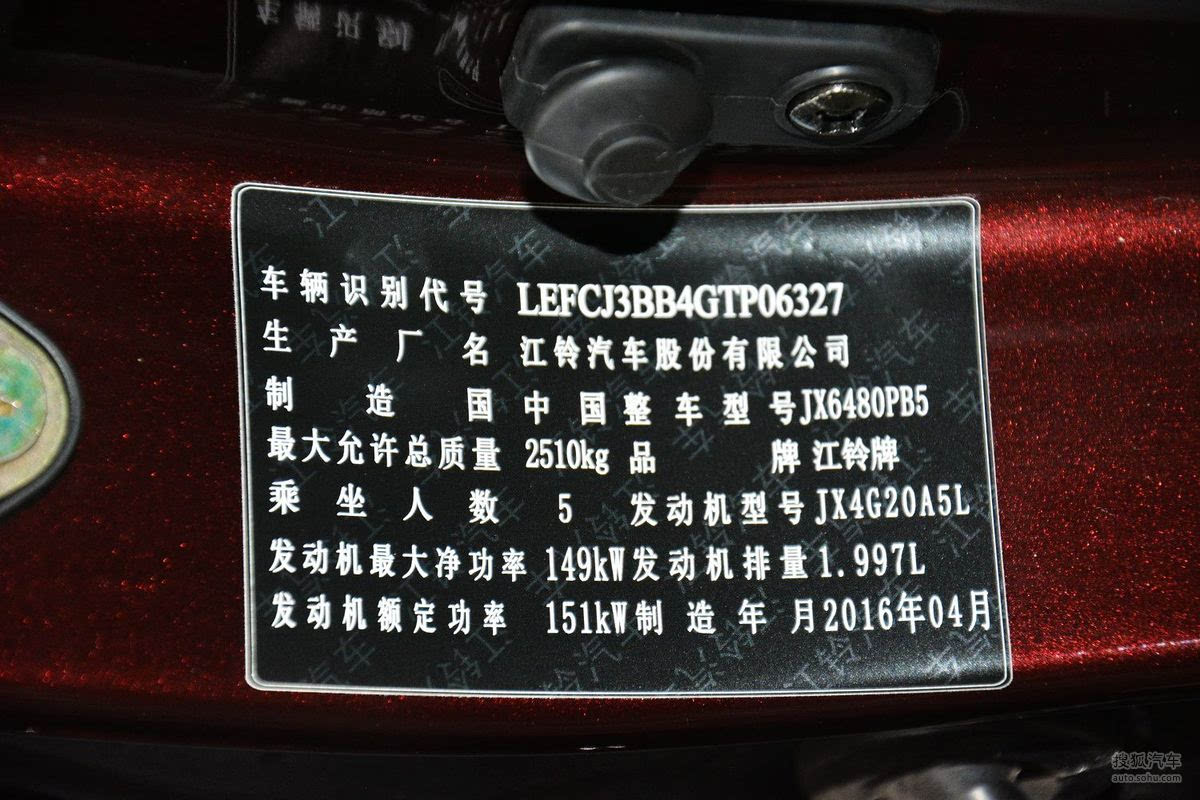 车辆识别代号 LEFCJ3BB4GTP06327
生产厂名 江铃汽车股份有限公司
制造国 中国 整车型号 JX6480PB5
最大允许总质量 2510kg 品牌 江铃牌
乘坐人数 5 发动机型号 JX4G20A5L
发动机最大净功率 149kW 发动机排量 1.997L
发动机额定功率 151kW 制造年月 2016年04月
搜狐汽车
auto.sohu.com